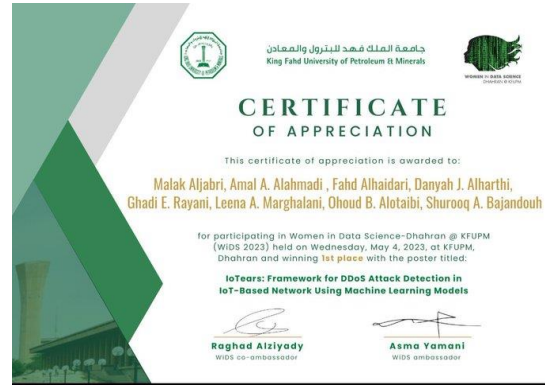 جامعة الملك فهد للبترول والمعادن
King Fahd University of Petroleum & Minerals
WOMEN IN DATA SCIENCE
DHAHRAN @ KFUPM
CERTIFICATE
OF APPRECIATION
This certificate of appreciation is awarded to:
Malak Aljabri, Amal A. Alahmadi , Fahd Alhaidari, Danyah J. Alharthi,
Ghadi E. Rayani, Leena A. Marghalani, Ohoud B. Alotaibi, Shurooq A. Bajandouh
for participating in Women in Data Science-Dhahran @ KFUPM
(WiDS 2023) held on Wednesday, May 4, 2023, at KFUPM,
Dhahran and winning 1st place with the poster titled:
IoTears: Framework for DDoS Attack Detection in
IoT-Based Network Using Machine Learning Models
Raghad Alziyady
WiDS co-ambassador
Asma Yamani
WiDS ambassador